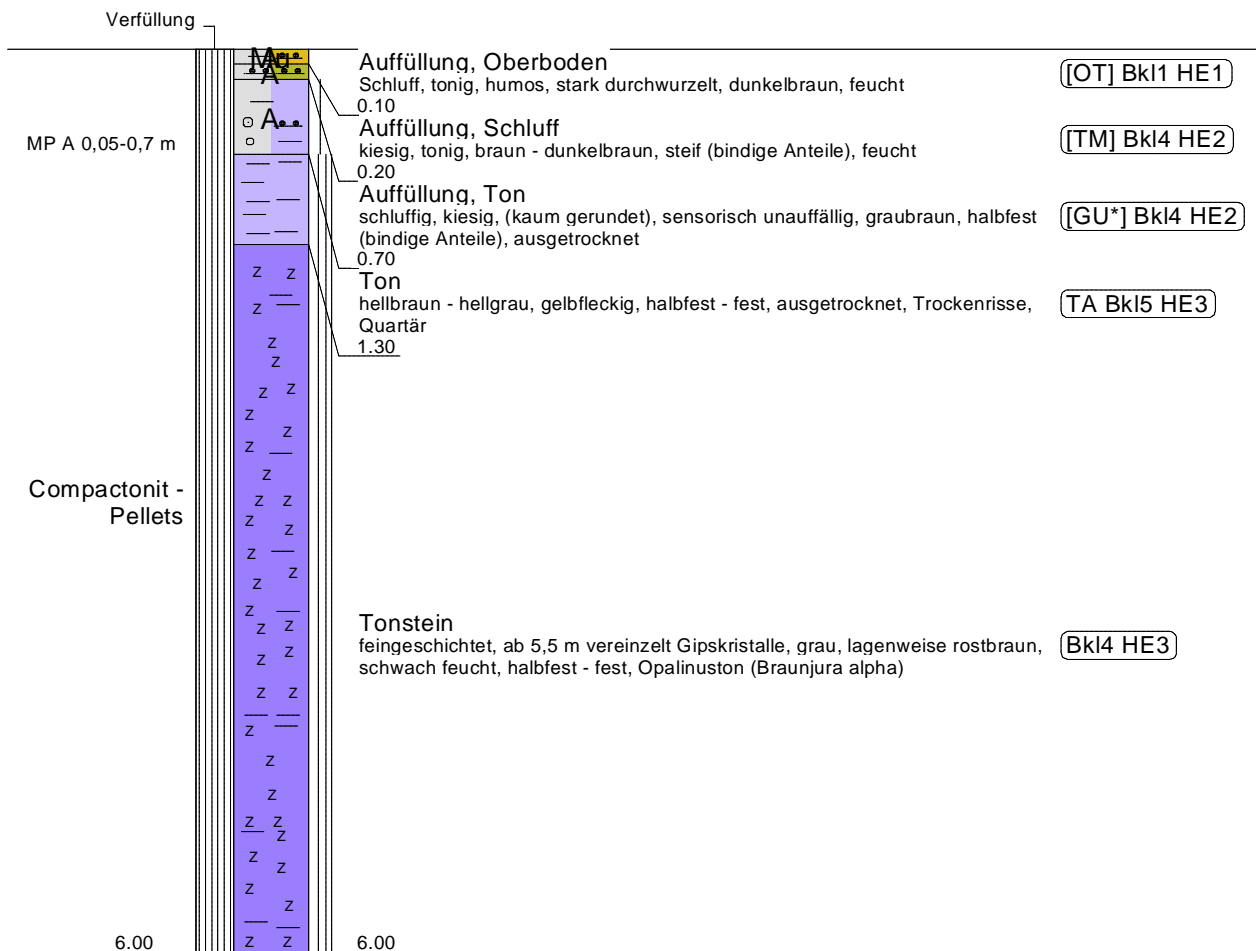 Verfüllung
Mu
A
A
MP A 0,05-0,7 m
Compactonit -
Pellets
6.00
Auffüllung, Oberboden
Schluff, tonig, humos, stark durchwurzelt, dunkelbraun, feucht
0.10
[OT] Bkl1 HE1
Auffüllung, Schluff
kiesig, tonig, braun - dunkelbraun, steif (bindige Anteile), feucht
0.20
[TM] Bkl4 HE2
Auffüllung, Ton
schluffig, kiesig, (kaum gerundet), sensorisch unauffällig, graubraun, halbfest
(bindige Anteile), ausgetrocknet
0.70
[GU*] Bkl4 HE2
Ton
hellbraun - hellgrau, gelbfleckig, halbfest - fest, ausgetrocknet, Trockenrisse,
Quartär
1.30
TA Bkl5 HE3
Tonstein
feingeschichtet, ab 5,5 m vereinzelt Gipskristalle, grau, lagenweise rostbraun,
schwach feucht, halbfest - fest, Opalinuston (Braunjura alpha)
Bkl4 HE3
6.00